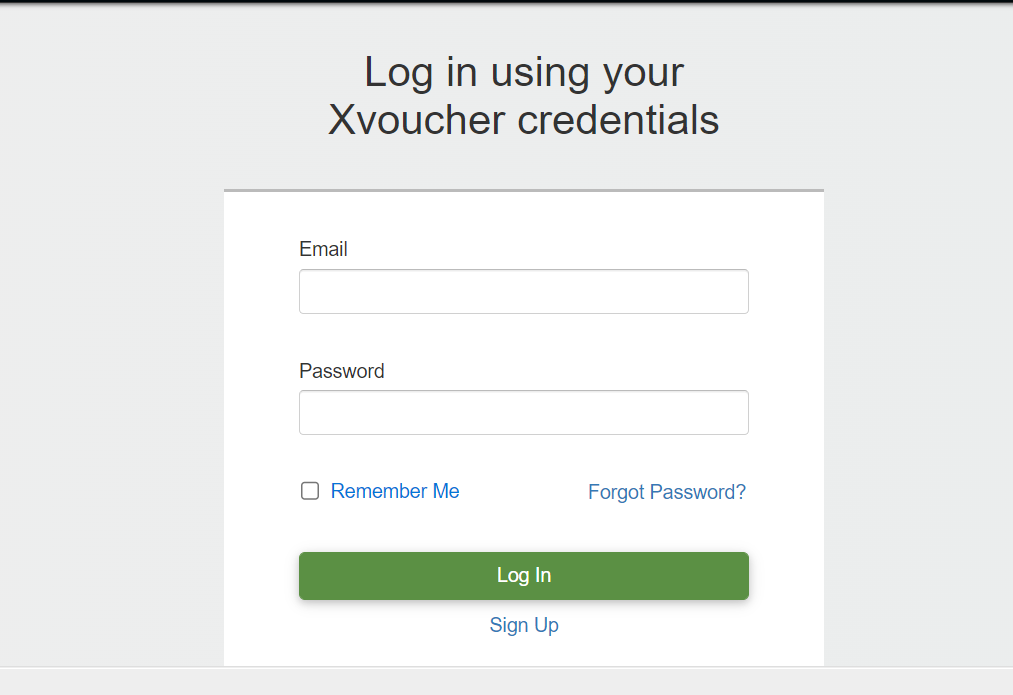 Log in using your
Xvoucher credentials
Email
Password
Remember Me Forgot Password?
Log In
Sign Up